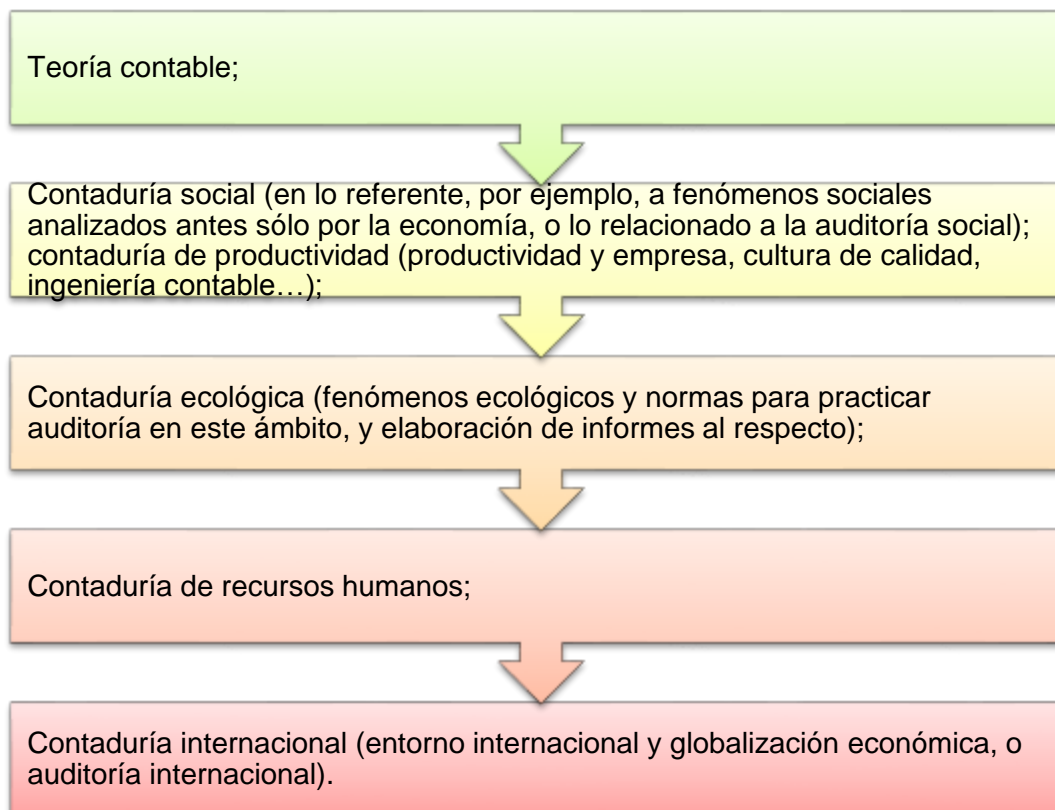 Teoría contable;
Contaduría social (en lo referente, por ejemplo, a fenómenos sociales
analizados antes sólo por la economía, o lo relacionado a la auditoría social);
contaduría de productividad (productividad y empresa, cultura de calidad,
ingeniería contable…);
Contaduría ecológica (fenómenos ecológicos y normas para practicar
auditoría en este ámbito, y elaboración de informes al respecto);
Contaduría de recursos humanos;
Contaduría internacional (entorno internacional y globalización económica, o
auditoría internacional).